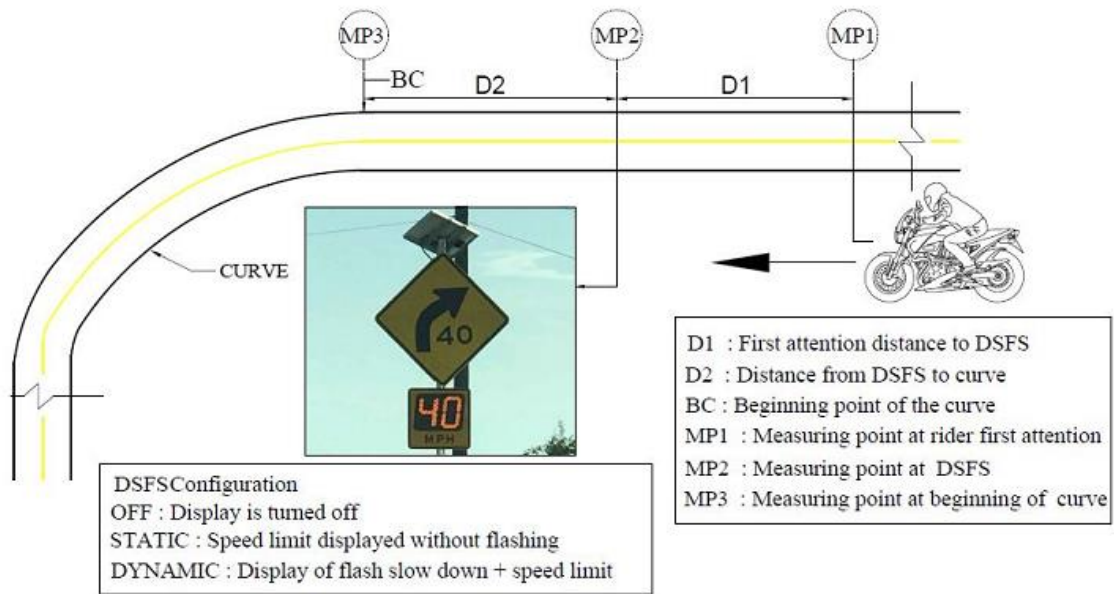 MP3
MP2
MP1
BC
D2
D1
CURVE
40
40
MPH
D1 : First attention distance to DSFS
D2 : Distance from DSFS to curve
BC: Beginning point of the curve
MP1 : Measuring point at rider first attention
MP2 : Measuring point at DSFS
MP3 : Measuring point at beginning of curve
DSFSConfiguration
OFF : Display is turned off
STATIC : Speed limit displayed without flashing
DYNAMIC : Display of flash slow down + speed limit